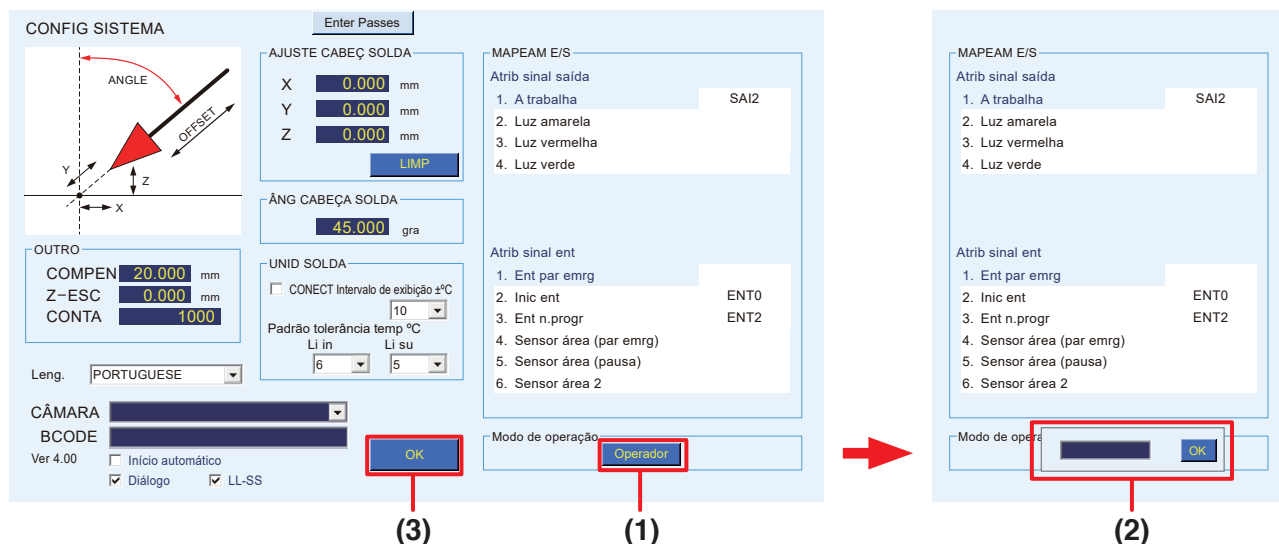 CONFIG SISTEMA
Enter Passes
ANGLE
OFFSET
Y
Z
X
OUTRO
COMPEN 20.000 mm
Z-ESC 0.000 mm
CONTA 1000
Leng. PORTUGUESE
CÂMARA
BCODE
Ver 4.00
Início automático
Diálogo LL-SS
AJUSTE CABEÇ SOLDA
X 0.000 mm
Y 0.000 mm
Z 0.000 mm
LIMP
ÂNG CABEÇA SOLDA
45.000 gra
UNID SOLDA
CONECT Intervalo de exibição ±ºC
10
Padrão tolerância temp ºC
Li in Li su
6 5
OK
(3)
MAPEAM E/S
Atrib sinal saída
1. A trabalha SAI2
2. Luz amarela
3. Luz vermelha
4. Luz verde
Atrib sinal ent
1. Ent par emrg
2. Inic ent ENT0
3. Ent n.progr ENT2
4. Sensor área (par emrg)
5. Sensor área (pausa)
6. Sensor área 2
Modo de operação
Operador
(1)
MAPEAM E/S
Atrib sinal saída
1. A trabalha SAI2
2. Luz amarela
3. Luz vermelha
4. Luz verde
Atrib sinal ent
1. Ent par emrg
2. Inic ent ENT0
3. Ent n.progr ENT2
4. Sensor área (par emrg)
5. Sensor área (pausa)
6. Sensor área 2
Modo de opera
OK
(2)